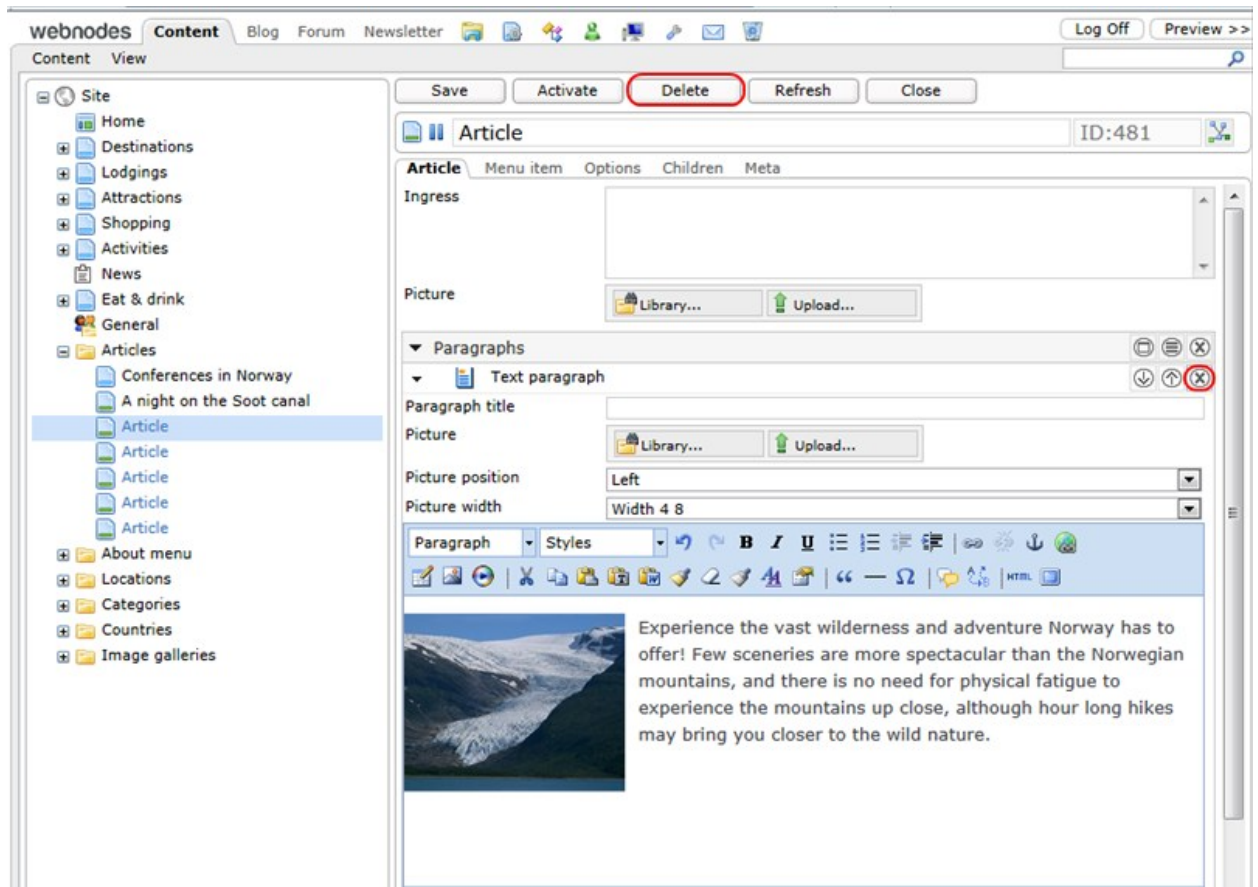 webnodes Content Blog Forum Newsletter Log Off Preview >>
Content View
Save Activate Delete Refresh Close
Site
Home
Destinations
Lodgings
Attractions
Shopping
Activities
News
Eat & drink
General
Articles
Conferences in Norway
A night on the Soot canal
Article
Article
Article
Article
Article
About menu
Locations
Categories
Countries
Image galleries
Article ID:481
Article Menu item Options Children Meta
Ingress
Picture Library... Upload...
Paragraphs
Text paragraph
Paragraph title
Picture Library... Upload...
Picture position Left
Picture width Width 4 8
Paragraph Styles B I U
“ — Ω HTML
Experience the vast wilderness and adventure Norway has to
offer! Few sceneries are more spectacular than the Norwegian
mountains, and there is no need for physical fatigue to
experience the mountains up close, although hour long hikes
may bring you closer to the wild nature.